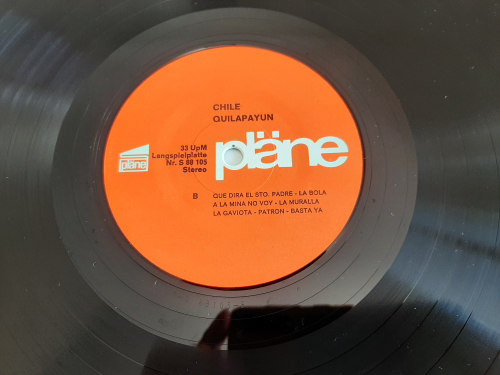 CHILE
QUILAPAYUN
33 UpM
Langspielplatte
Nr. S 88 105
Stereo
pläne
pläne
B
QUE DIRA EL STO. PADRE - LA BOLA
A LA MINA NO VOY - LA MURALLA
LA GAVIOTA - PATRON - BASTA YA